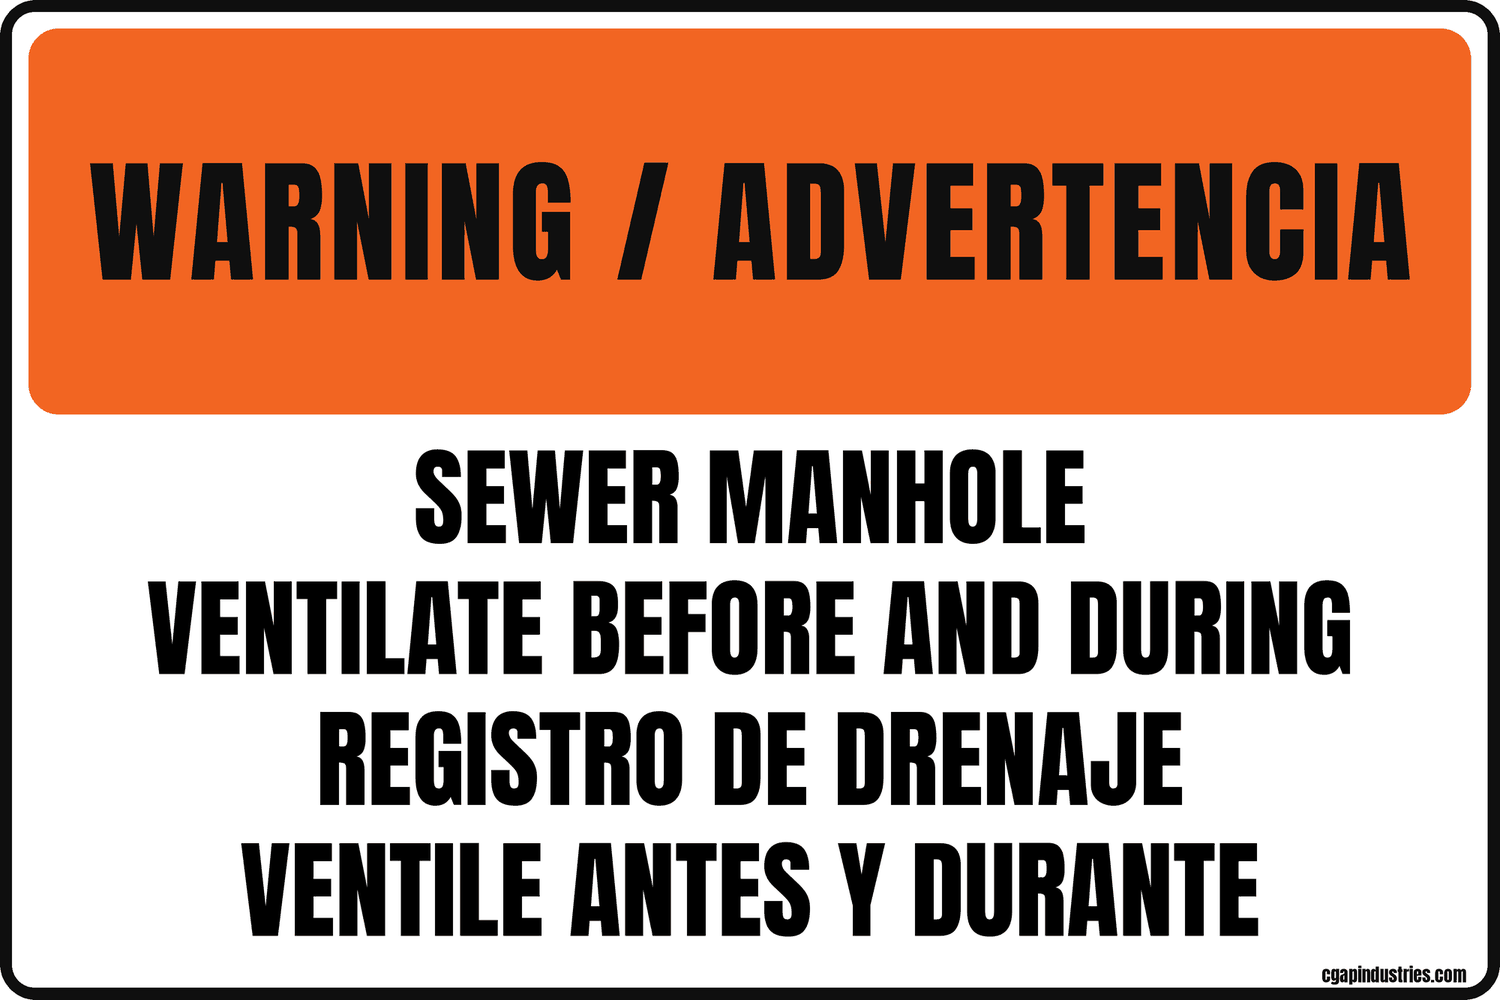 WARNING / ADVERTENCIA
SEWER MANHOLE
VENTILATE BEFORE AND DURING
REGISTRO DE DRENAJE
VENTILE ANTES Y DURANTE
cgapindustries.com